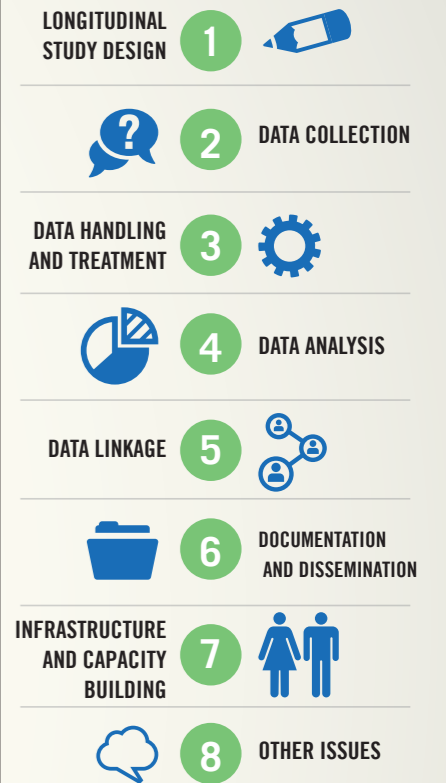 LONGITUDINAL
STUDY DESIGN
1
?
2
DATA COLLECTION
DATA HANDLING
AND TREATMENT
3
4
DATA ANALYSIS
DATA LINKAGE
5
6
DOCUMENTATION
AND DISSEMINATION
INFRASTRUCTURE
AND CAPACITY
BUILDING
7
8
OTHER ISSUES